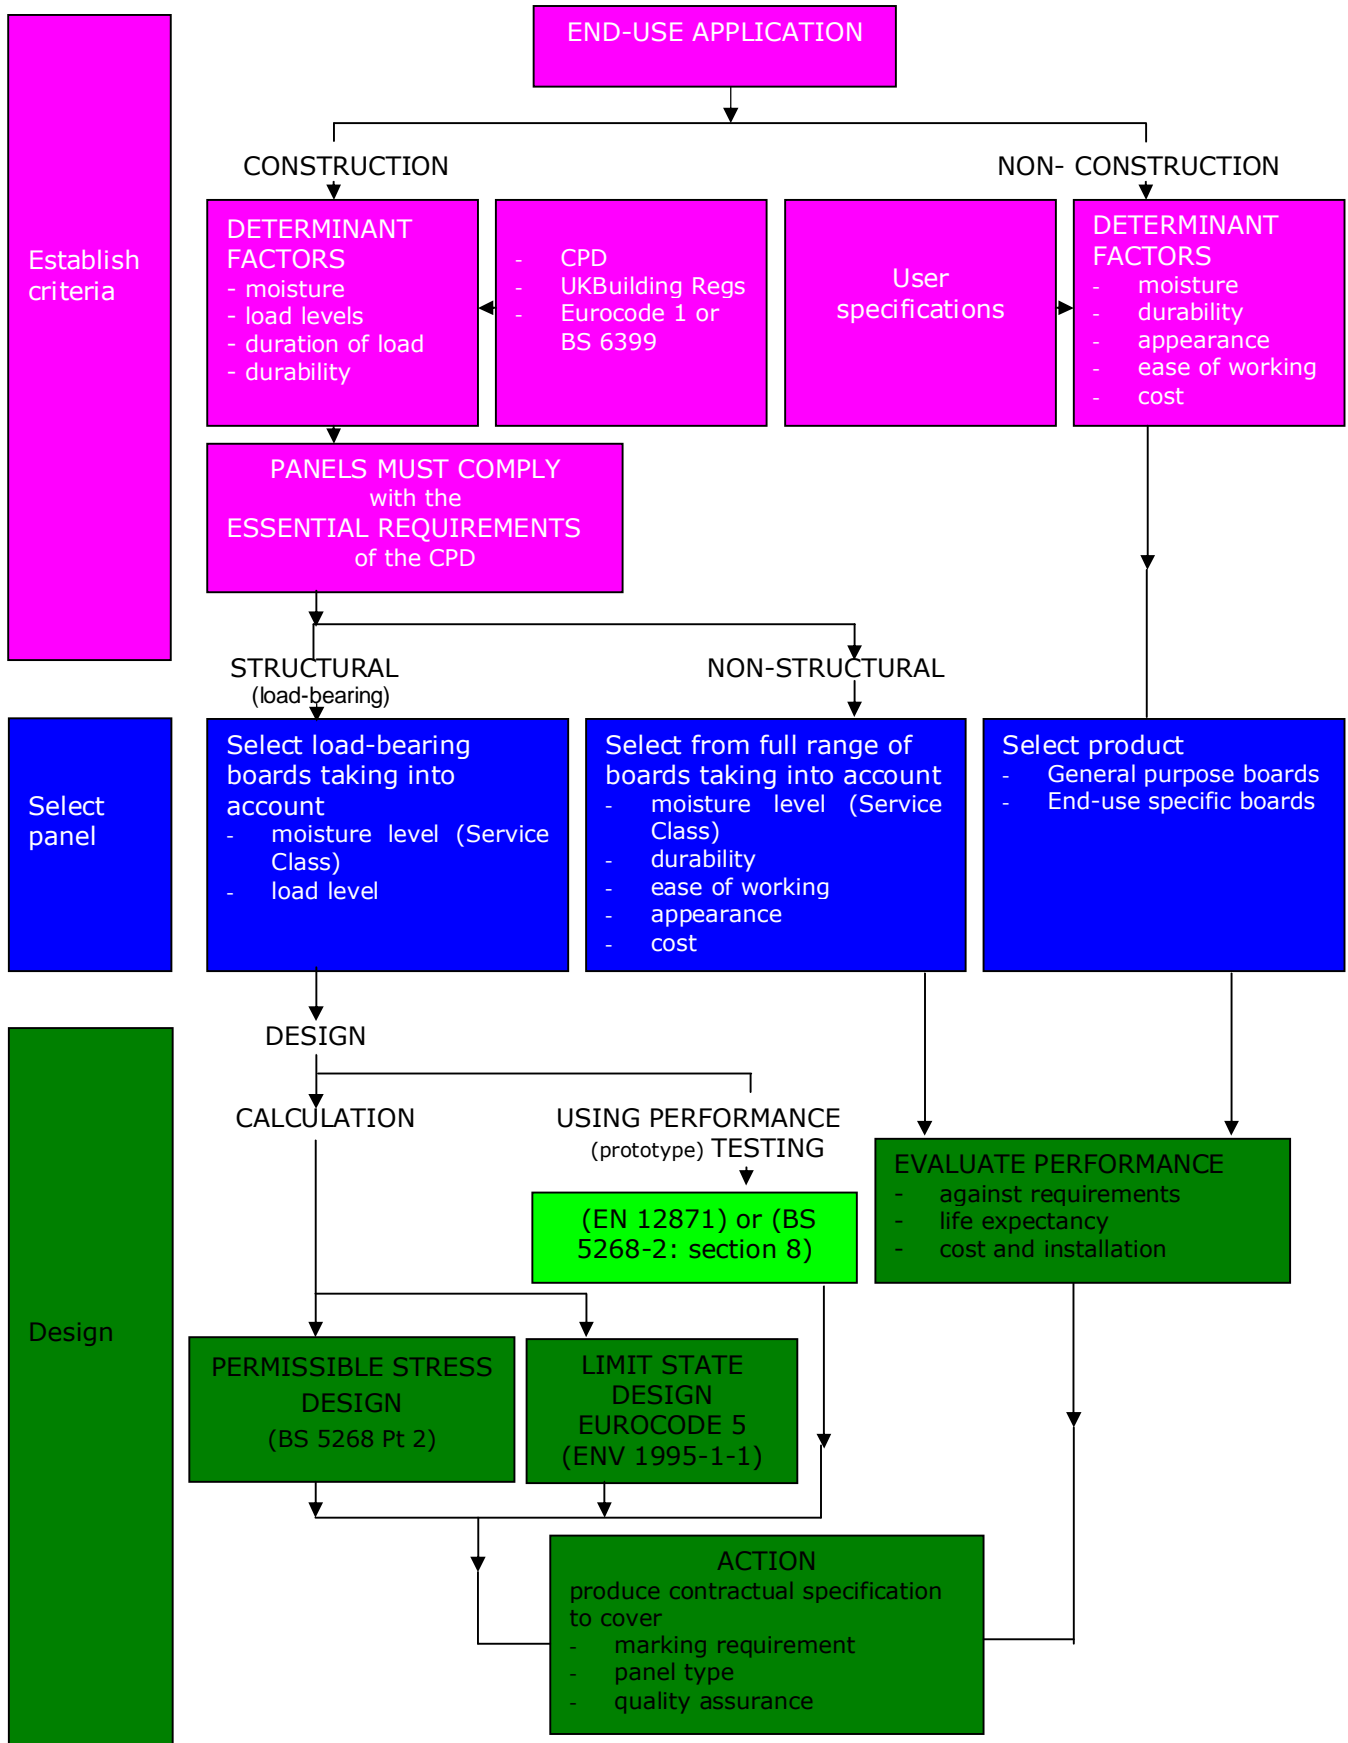 END-USE APPLICATION
CONSTRUCTION
NON- CONSTRUCTION
Establish
criteria
DETERMINANT
FACTORS
- moisture
- load levels
- duration of load
- durability
- CPD
- UKBuilding Regs
- Eurocode 1 or
BS 6399
User
specifications
DETERMINANT
FACTORS
- moisture
- durability
- appearance
- ease of working
- cost
PANELS MUST COMPLY
with the
ESSENTIAL REQUIREMENTS
of the CPD
STRUCTURAL
(load-bearing)
NON-STRUCTURAL
Select
panel
Select load-bearing
boards taking into
account
- moisture level (Service
Class)
- load level
Select from full range of
boards taking into account
- moisture level (Service
Class)
- durability
- ease of working
- appearance
- cost
Select product
- General purpose boards
- End-use specific boards
Design
DESIGN
CALCULATION
USING PERFORMANCE
(prototype) TESTING
(EN 12871) or (BS
5268-2: section 8)
EVALUATE PERFORMANCE
- against requirements
- life expectancy
- cost and installation
PERMISSIBLE STRESS
DESIGN
(BS 5268 Pt 2)
LIMIT STATE
DESIGN
EUROCODE 5
(ENV 1995-1-1)
ACTION
produce contractual specification
to cover
- marking requirement
- panel type
- quality assurance